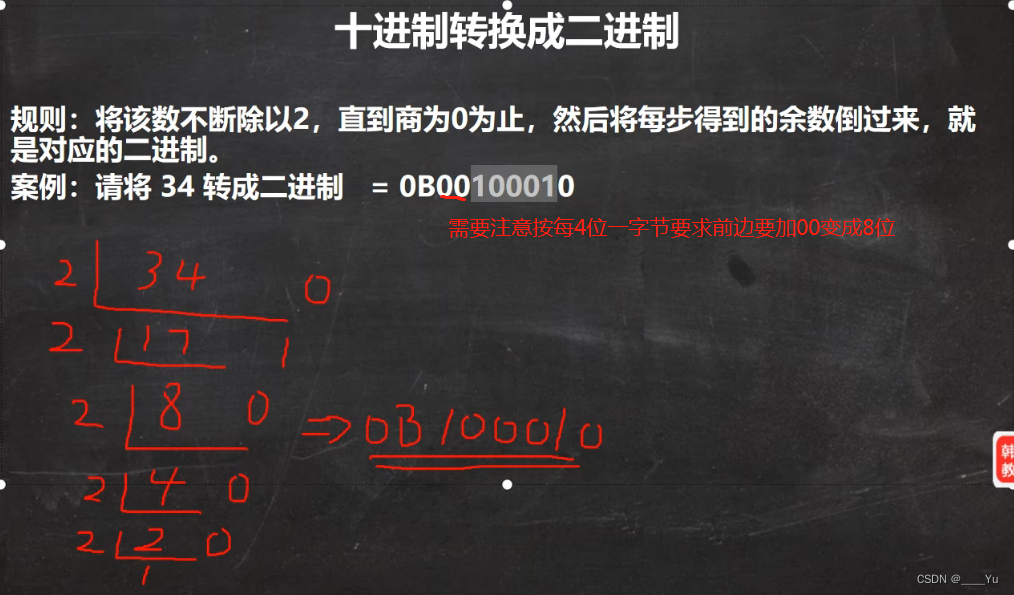 十进制转换成二进制
规则：将该数不断除以2，直到商为0为止，然后将每步得到的余数倒过来，就
是对应的二进制。
案例：请将 34 转成二进制 = 0B00100010
需要注意按每4位一字节要求前边要加00变成8位
2 34 0
2 17 1
2 8 0
⇒ 0B100010
2 4 0
2 2 0
1
韩
教
CSDN @____Yu